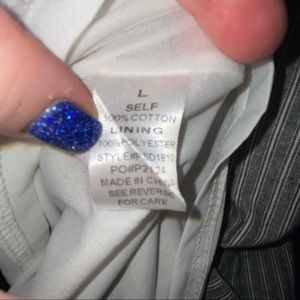 L
SELF
100% COTTON
LINING
100% POLYESTER
STYLE#HSD1810
PO#P2124
MADE IN CHINA
SEE REVERSE
FOR CARE